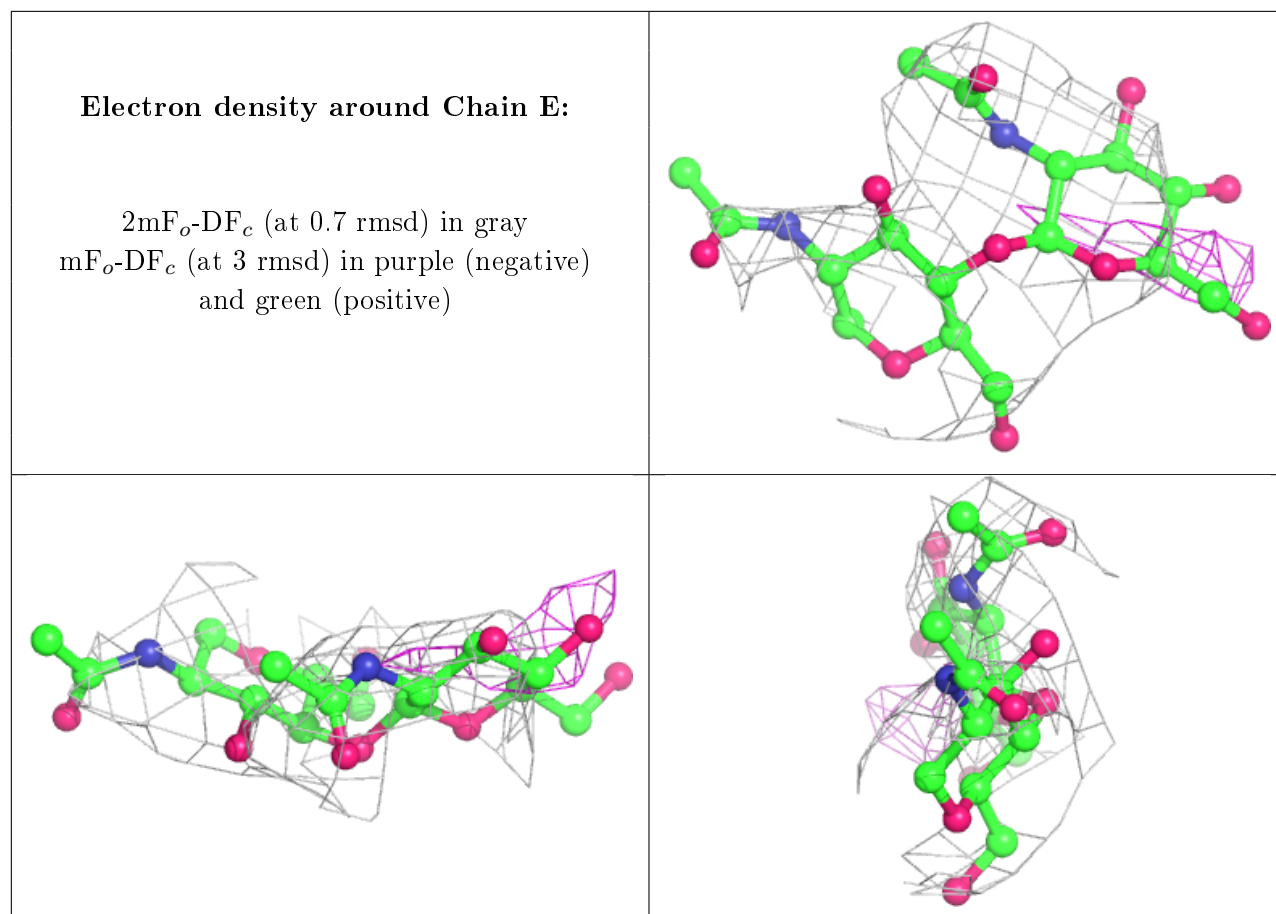 Electron density around Chain E:
2mFₒ-DF𝒸 (at 0.7 rmsd) in gray
mFₒ-DF𝒸 (at 3 rmsd) in purple (negative)
and green (positive)